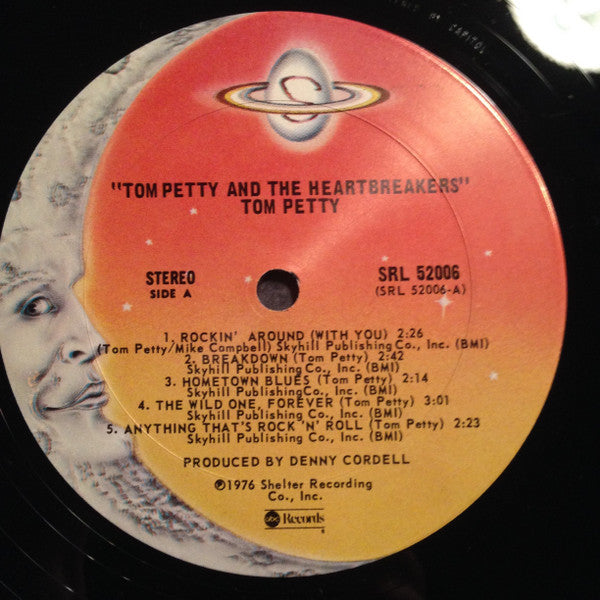 BY CAPITOL
S
"TOM PETTY AND THE HEARTBREAKERS"
TOM PETTY
STEREO
SIDE A
SRL 52006
(SRL 52006-A)
1. ROCKIN' AROUND (WITH YOU) 2:26
(Tom Petty/Mike Campbell) Skyhill Publishing Co., Inc. (BMI)
2. BREAKDOWN (Tom Petty) 2:42
Skyhill Publishing Co., Inc. (BMI)
3. HOMETOWN BLUES (Tom Petty) 2:14
Skyhill Publishing Co., Inc. (BMI)
4. THE WILD ONE, FOREVER (Tom Petty) 3:01
Skyhill Publishing Co., Inc. (BMI)
5. ANYTHING THAT'S ROCK 'N' ROLL (Tom Petty) 2:23
Skyhill Publishing Co., Inc. (BMI)
PRODUCED BY DENNY CORDELL
℗1976 Shelter Recording
Co., Inc.
abc Records